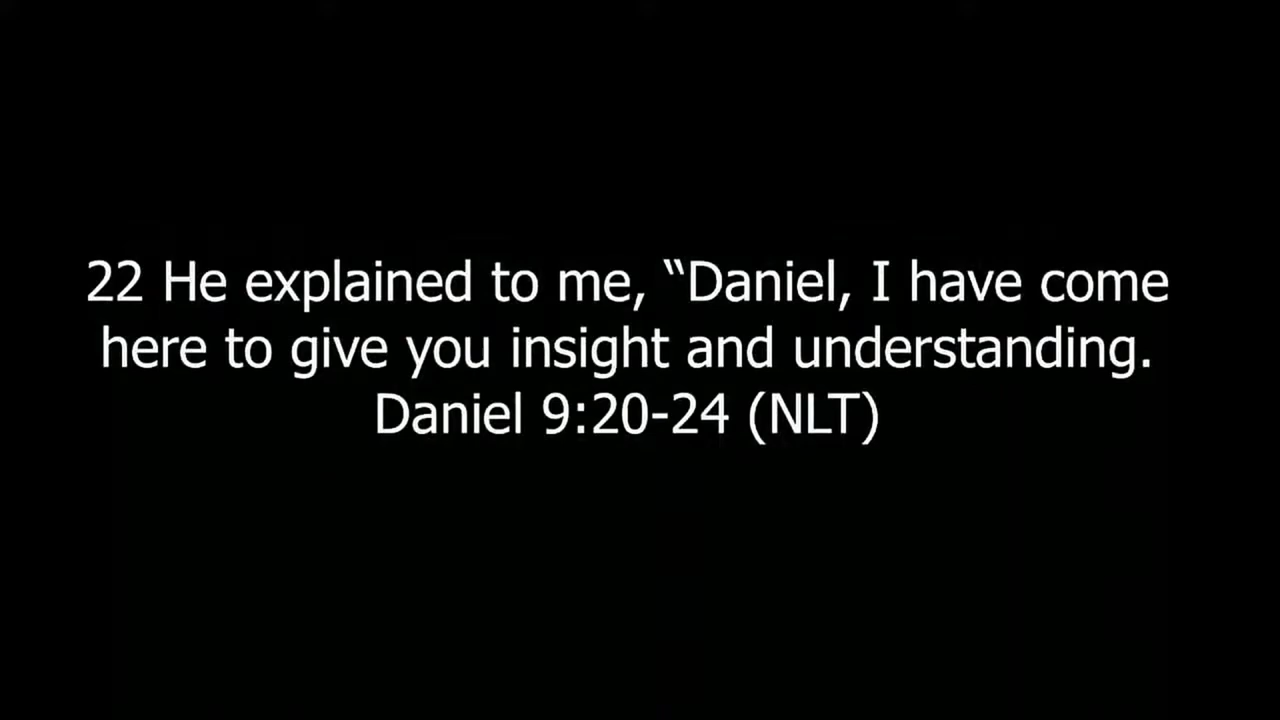 22 He explained to me, “Daniel, I have come
here to give you insight and understanding.
Daniel 9:20-24 (NLT)